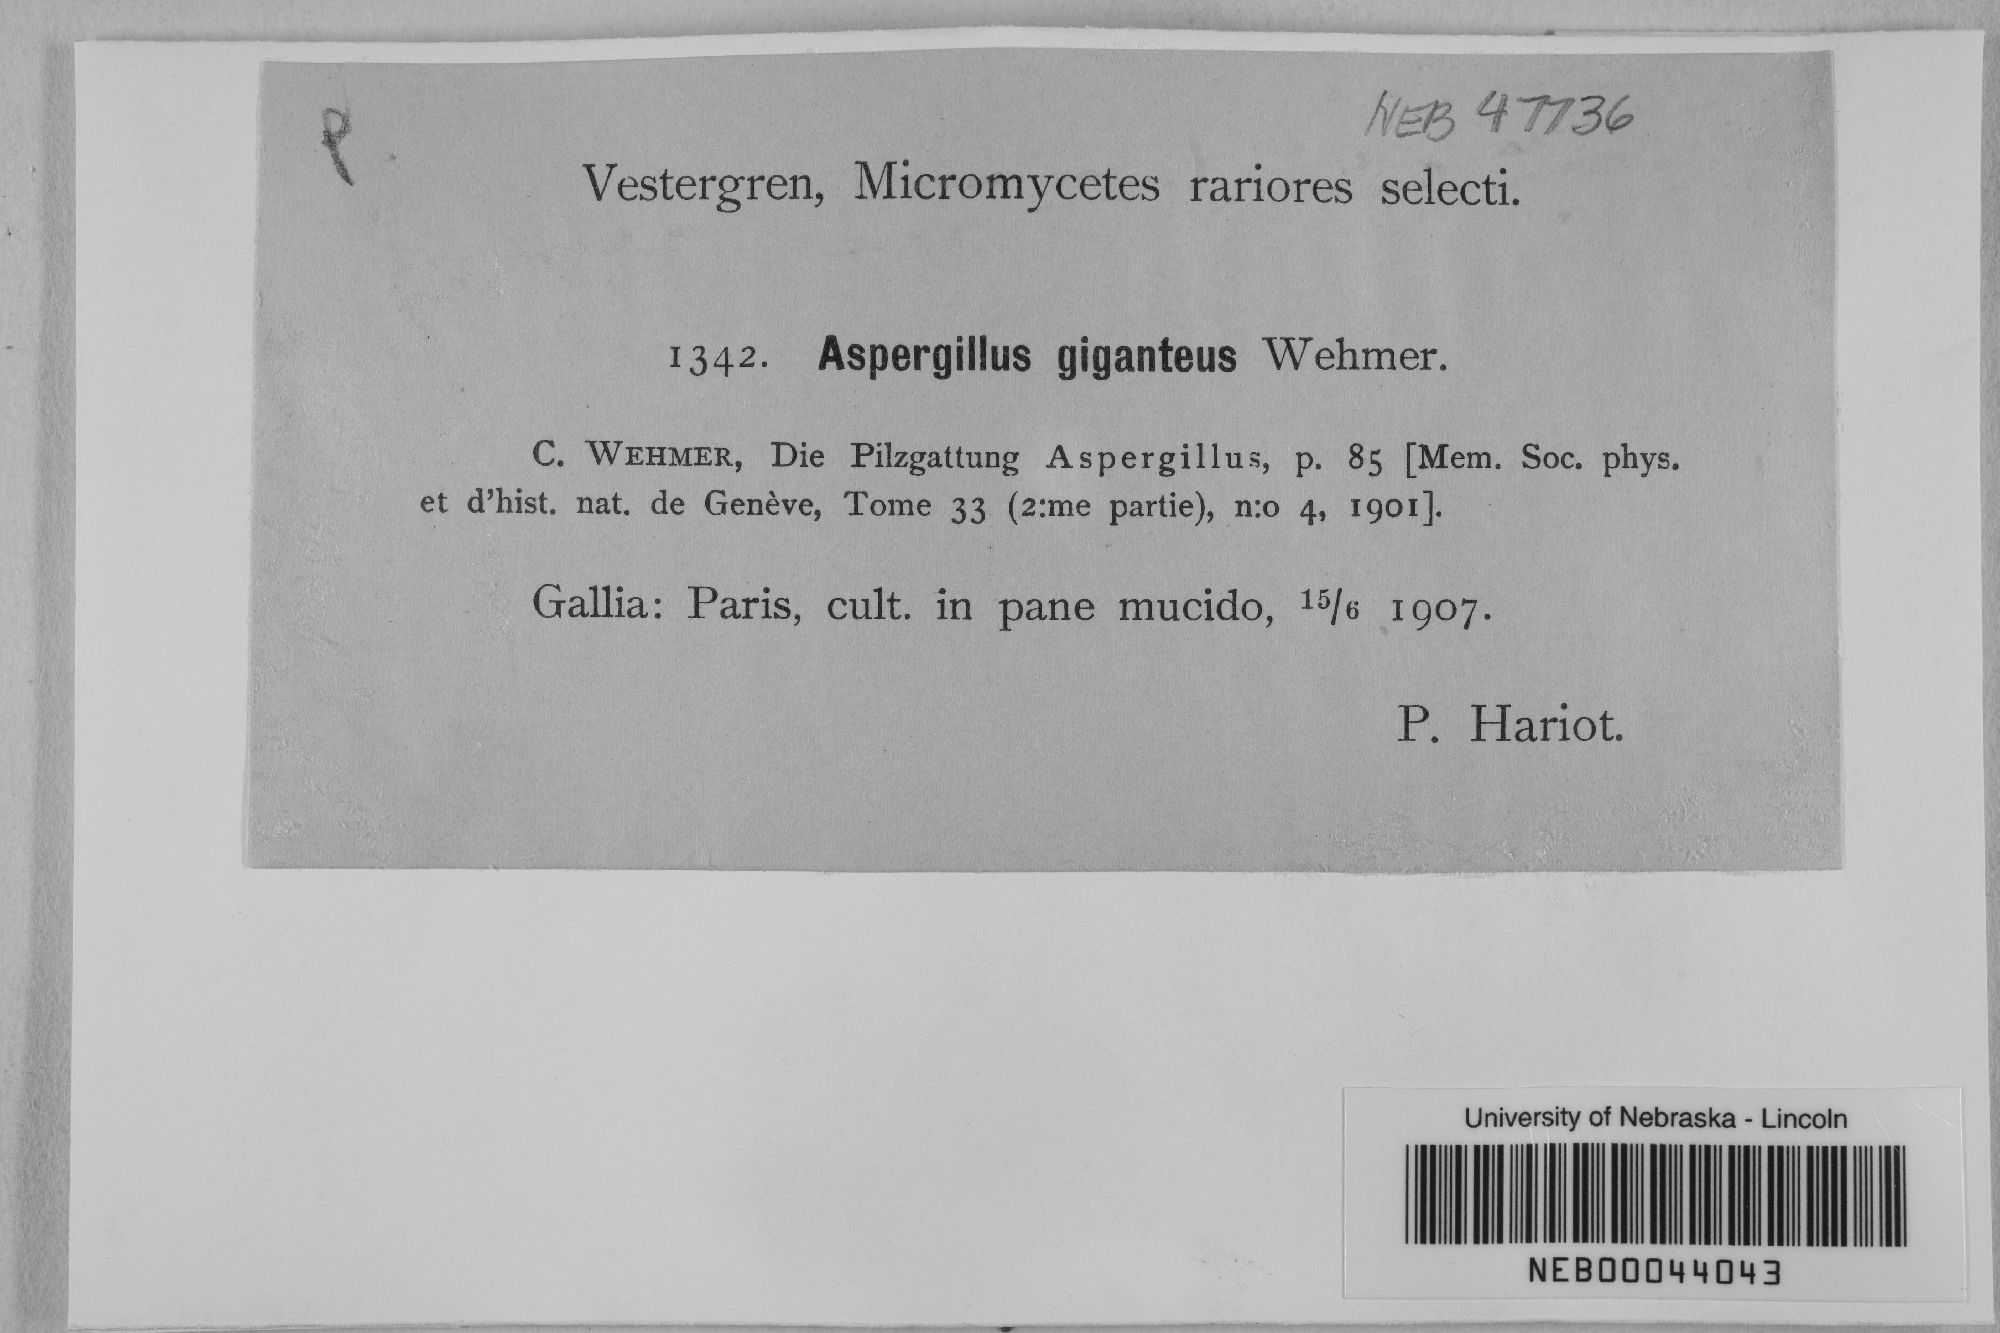 NEB 47736
Vestergren, Micromycetes rariores selecti.
1342. Aspergillus giganteus Wehmer.
C. WEHMER, Die Pilzgattung Aspergillus, p. 85 [Mem. Soc. phys.
et d'hist. nat. de Genève, Tome 33 (2:me partie), n:o 4, 1901].
Gallia: Paris, cult. in pane mucido, 15/6 1907.
P. Hariot.
University of Nebraska - Lincoln
NEB00044043